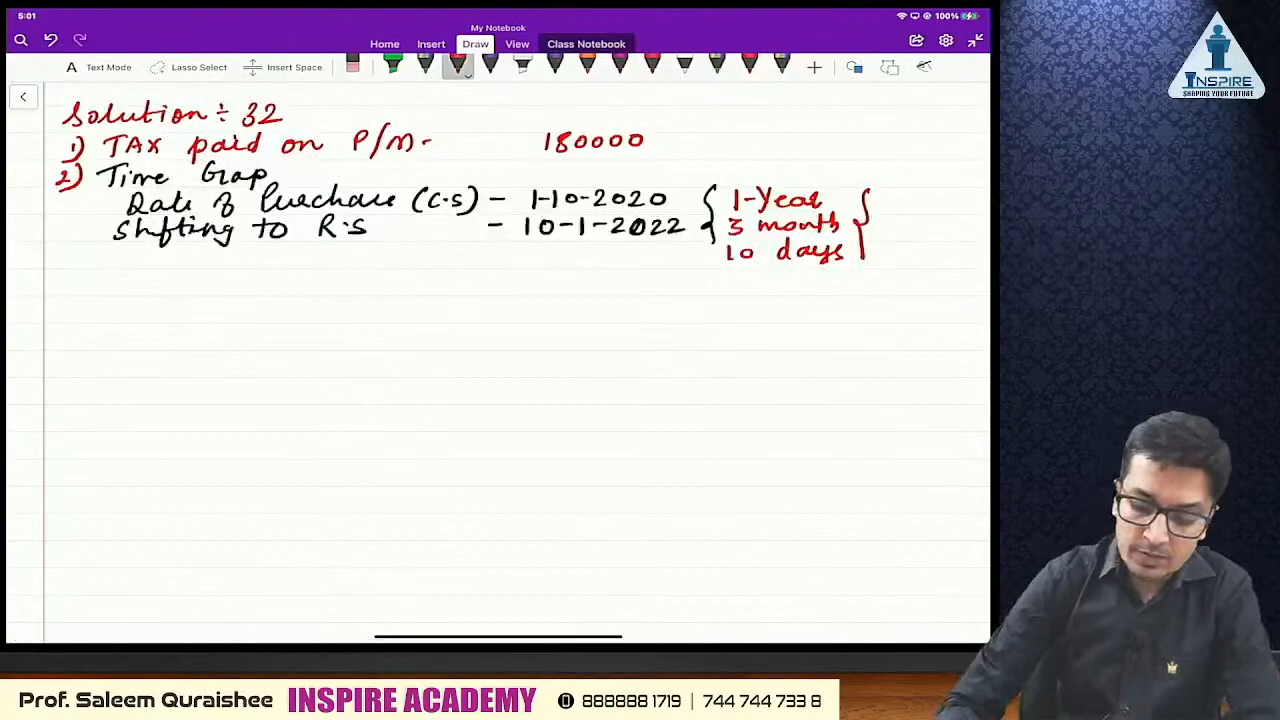 5:01
100%
My Notebook
Home Insert Draw View Class Notebook
Text Mode Lasso Select Insert Space
INSPIRE
SHAPING YOUR FUTURE
Solution ÷ 32
1) TAX paid on P/M- 180000
2) Time Gap
Date of Purchase (C.S) - 1-10-2020
Shifting to R.S - 10-1-2022
1-Year
3 month
10 days
Prof. Saleem Quraishee INSPIRE ACADEMY 888888 1719 | 744 744 733 8